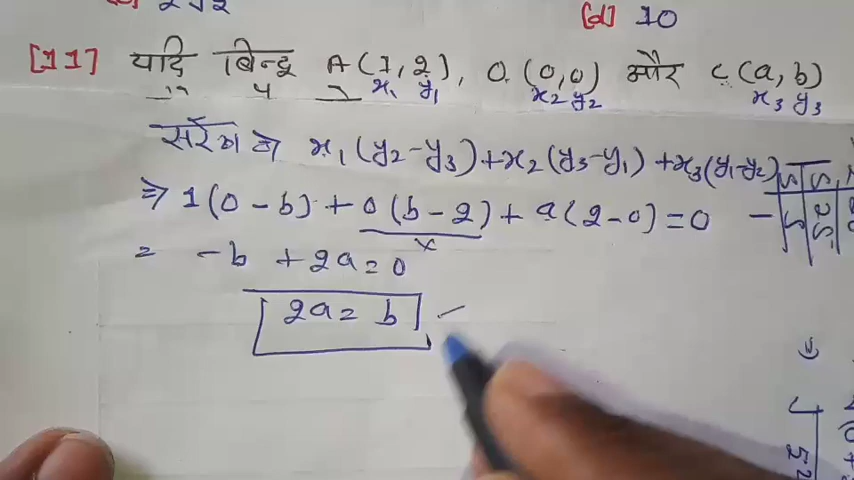 [d] 10
[11] यदि बिन्दु A(1,2), O(0,0) और C(a,b)
x₁ y₁ x₂ y₂ x₃ y₃
सरेख ⇒ x₁(y₂-y₃)+x₂(y₃-y₁)+x₃(y₁-y₂)
⇒ 1(0-b)+0(b-2)+a(2-0)=0
x
= -b +2a=0
2a= b